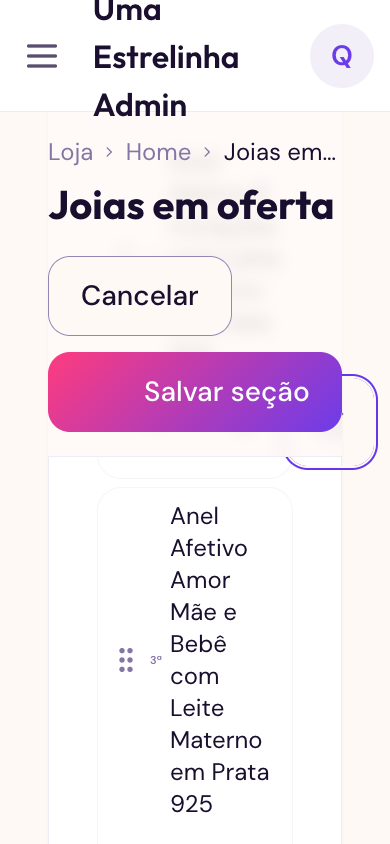 Uma
Estrelinha
Admin
Q
Loja > Home > Joias em...
Joias em oferta
Cancelar
Salvar seção
3ª
Anel
Afetivo
Amor
Mãe e
Bebê
com
Leite
Materno
em Prata
925